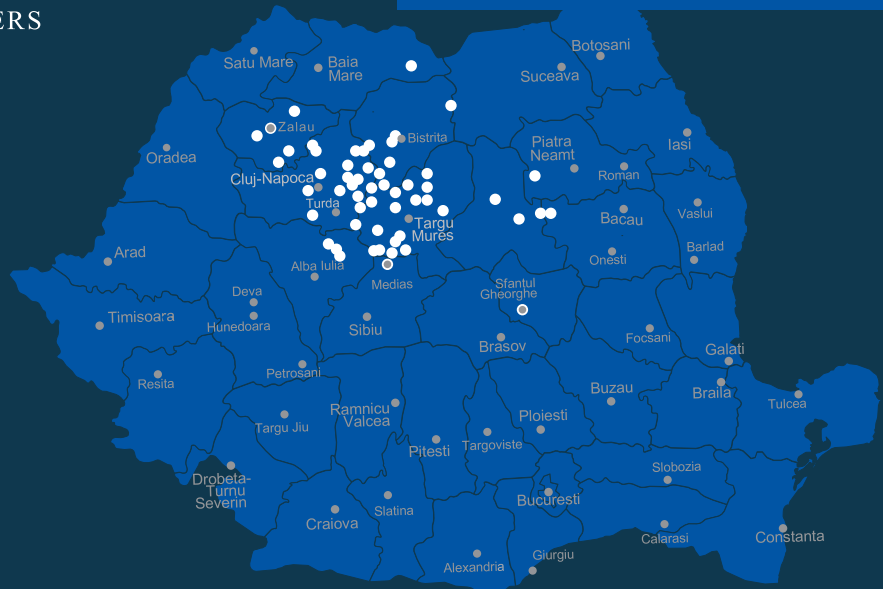 ERS
Botosani
Satu Mare
Baia
Mare
Suceava
Zalau
Bistrita
Piatra
Neamt
Iasi
Oradea
Roman
Cluj-Napoca
Turda
Targu
Mures
Bacau
Vaslui
Arad
Alba Iulia
Onesti
Barlad
Medias
Sfantul
Gheorghe
Deva
Timisoara
Hunedoara
Sibiu
Brasov
Focsani
Galati
Resita
Petrosani
Buzau
Braila
Tulcea
Ramnicu
Valcea
Targu Jiu
Ploiesti
Pitesti
Targoviste
Slobozia
Drobeta-
Turnu
Severin
Bucuresti
Craiova
Slatina
Calarasi
Constanta
Giurgiu
Alexandria